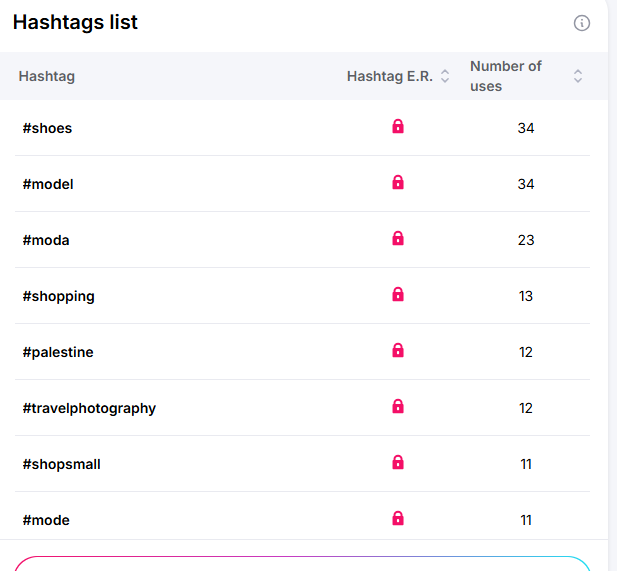 Hashtags list
Hashtag Hashtag E.R. Number of uses
#shoes 34
#model 34
#moda 23
#shopping 13
#palestine 12
#travelphotography 12
#shopsmall 11
#mode 11